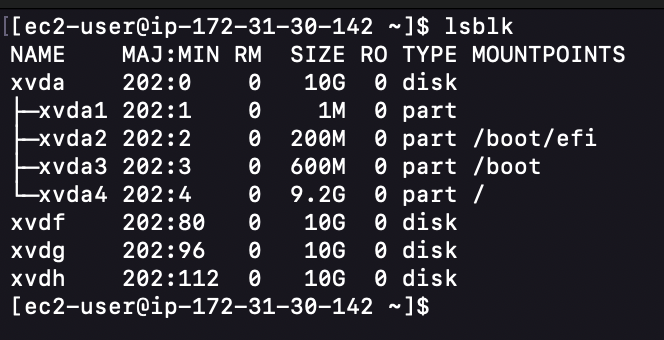 [ec2-user@ip-172-31-30-142 ~]$ lsblk
NAME    MAJ:MIN RM  SIZE RO TYPE MOUNTPOINTS
xvda    202:0    0   10G  0 disk
├─xvda1 202:1    0    1M  0 part
├─xvda2 202:2    0  200M  0 part /boot/efi
├─xvda3 202:3    0  600M  0 part /boot
└─xvda4 202:4    0  9.2G  0 part /
xvdf    202:80   0   10G  0 disk
xvdg    202:96   0   10G  0 disk
xvdh    202:112  0   10G  0 disk
[ec2-user@ip-172-31-30-142 ~]$